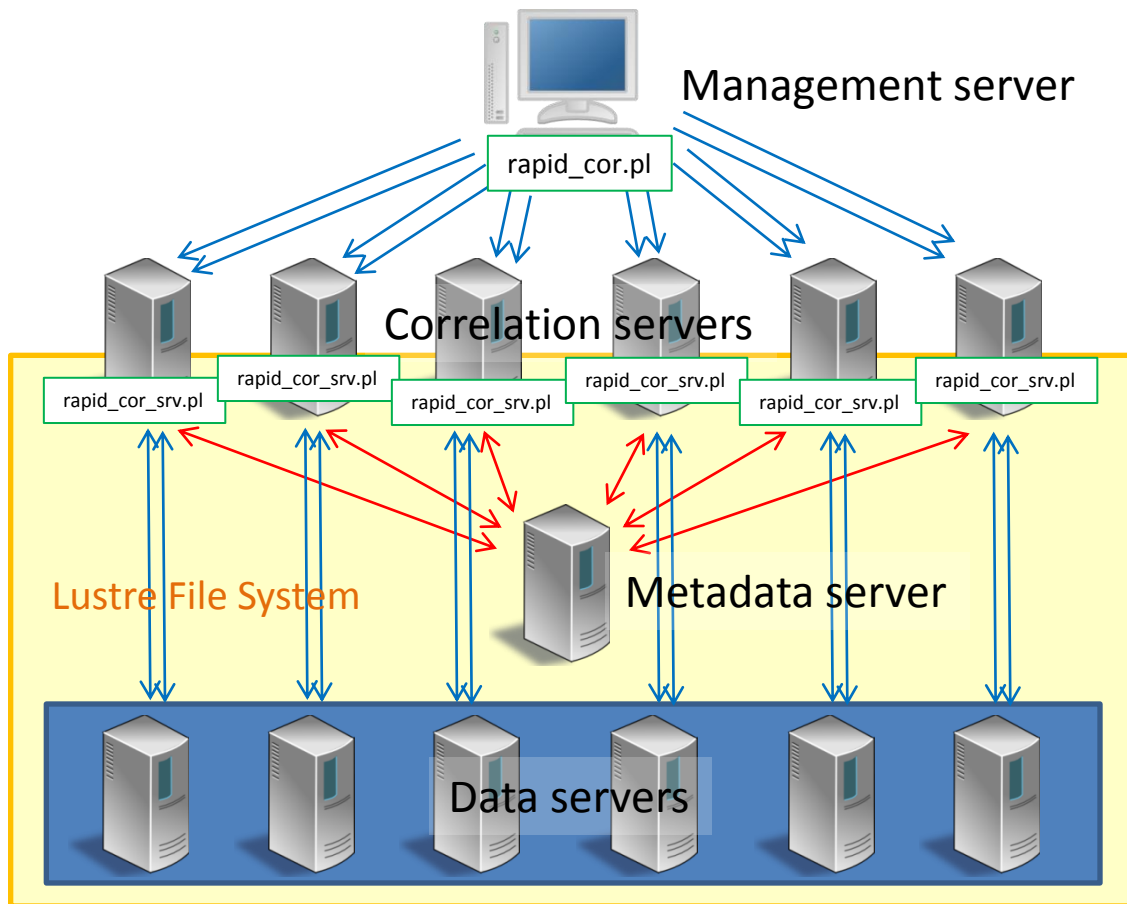 Management server
rapid_cor.pl
Correlation servers
rapid_cor_srv.pl
rapid_cor_srv.pl
rapid_cor_srv.pl
rapid_cor_srv.pl
rapid_cor_srv.pl
rapid_cor_srv.pl
Lustre File System
Metadata server
Data servers